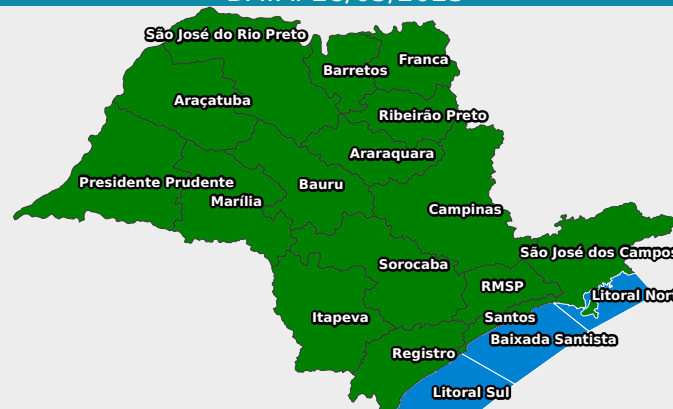 São José do Rio Preto
Franca
Barretos
Araçatuba
Ribeirão Preto
Araraquara
Presidente Prudente
Bauru
Marília
Campinas
São José dos Campos
Sorocaba
RMSP
Litoral Nort
Itapeva
Santos
Baixada Santista
Registro
Litoral Sul